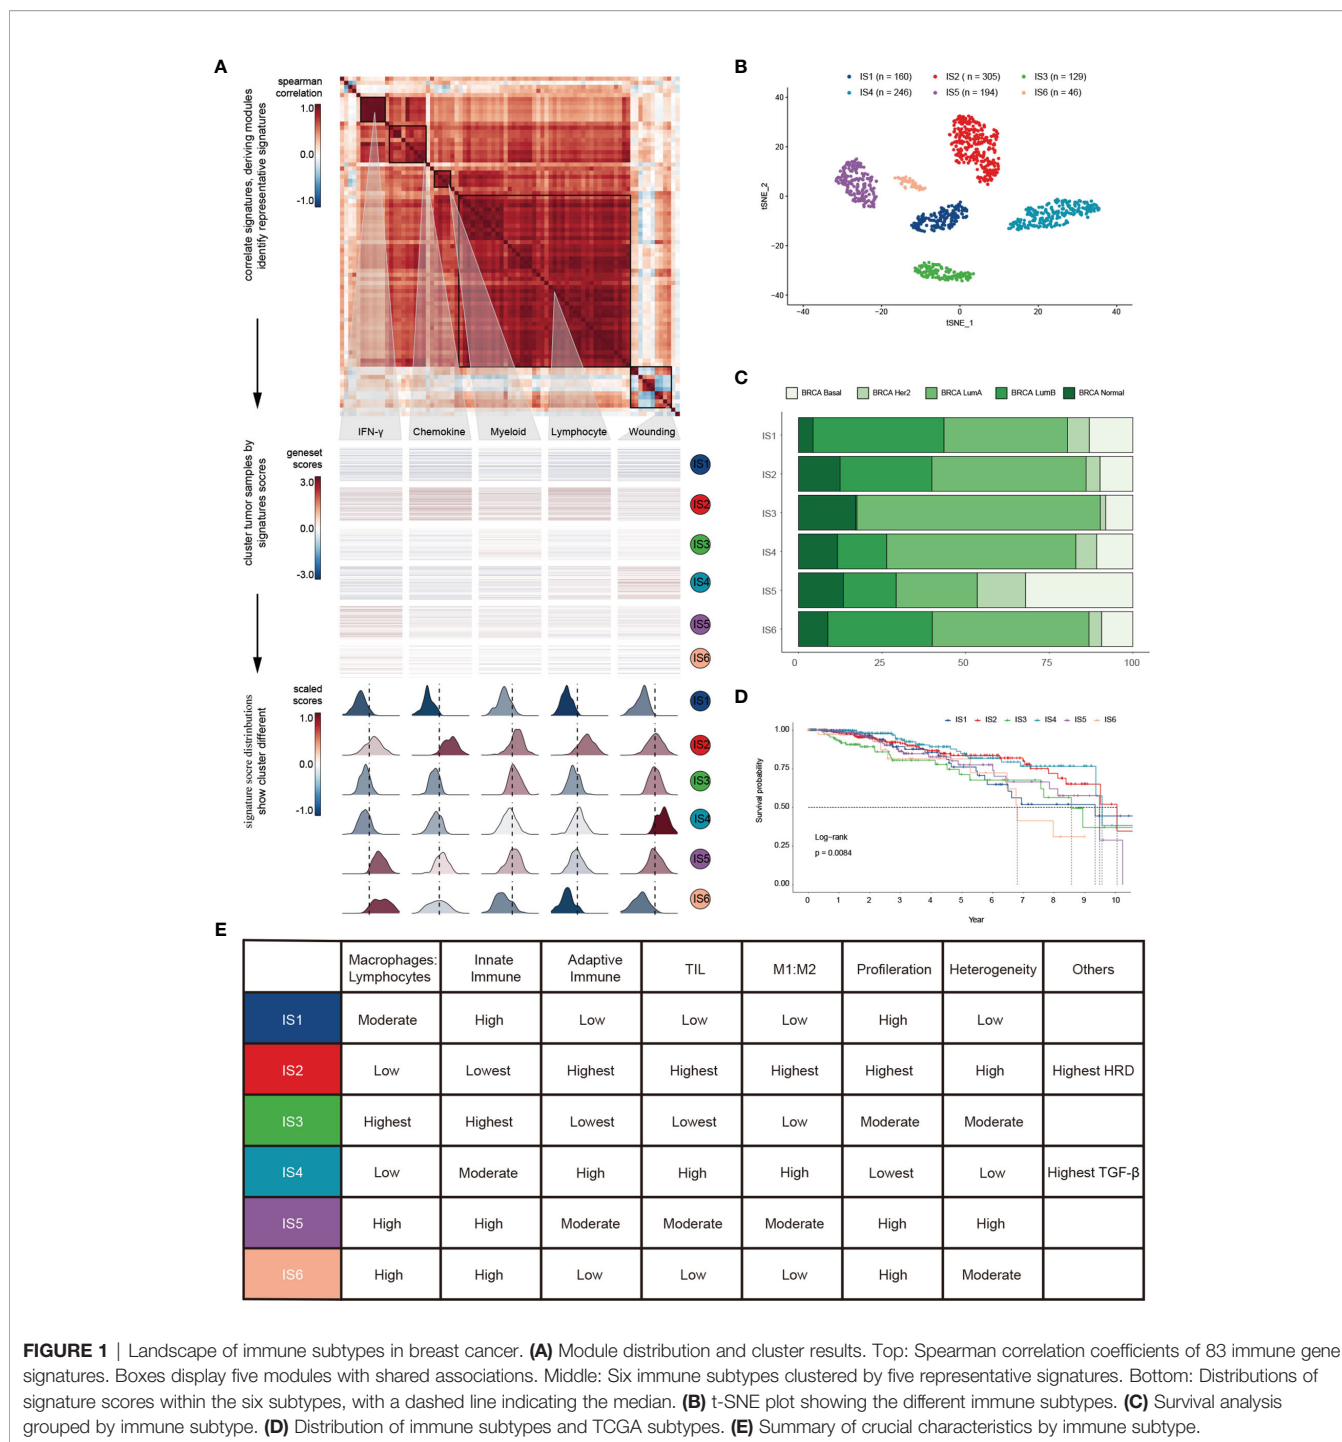 A
spearman
correlation
1.0
0.0
-1.0
correlate signatures, deriving modules
identify representative signatures
IFN-γ
Chemokine
Myeloid
Lymphocyte
Wounding
geneset
scores
3.0
0.0
-3.0
cluster tumor samples by
signatures socres
IS1
IS2
IS3
IS4
IS5
IS6
scaled
scores
1.0
0.0
-1.0
signature socre distrinbutions
show cluster different
IS1
IS2
IS3
IS4
IS5
IS6
B
IS1 (n = 160)
IS2 ( n = 305)
IS3 (n = 129)
IS4 (n = 246)
IS5 (n = 194)
IS6 (n = 46)
40
20
0
−20
−40
tSNE_2
−40
−20
0
20
40
tSNE_1
C
BRCA Basal
BRCA Her2
BRCA LumA
BRCA LumB
BRCA Normal
IS1
IS2
IS3
IS4
IS5
IS6
0
25
50
75
100
D
IS1
IS2
IS3
IS4
IS5
IS6
1.00
0.75
0.50
0.25
0.00
Survival probability
Log−rank
p = 0.0084
0 1 2 3 4 5 6 7 8 9 10
Year
E
Macrophages: Lymphocytes
Innate Immune
Adaptive Immune
TIL
M1:M2
Profileration
Heterogeneity
Others
IS1 Moderate High Low Low Low High Low
IS2 Low Lowest Highest Highest Highest Highest High Highest HRD
IS3 Highest Highest Lowest Lowest Low Moderate Moderate
IS4 Low Moderate High High High Lowest Low Highest TGF-β
IS5 High High Moderate Moderate Moderate High High
IS6 High High Low Low Low High Moderate
FIGURE 1 | Landscape of immune subtypes in breast cancer. (A) Module distribution and cluster results. Top: Spearman correlation coefficients of 83 immune gene
signatures. Boxes display five modules with shared associations. Middle: Six immune subtypes clustered by five representative signatures. Bottom: Distributions of
signature scores within the six subtypes, with a dashed line indicating the median. (B) t-SNE plot showing the different immune subtypes. (C) Survival analysis
grouped by immune subtype. (D) Distribution of immune subtypes and TCGA subtypes. (E) Summary of crucial characteristics by immune subtype.